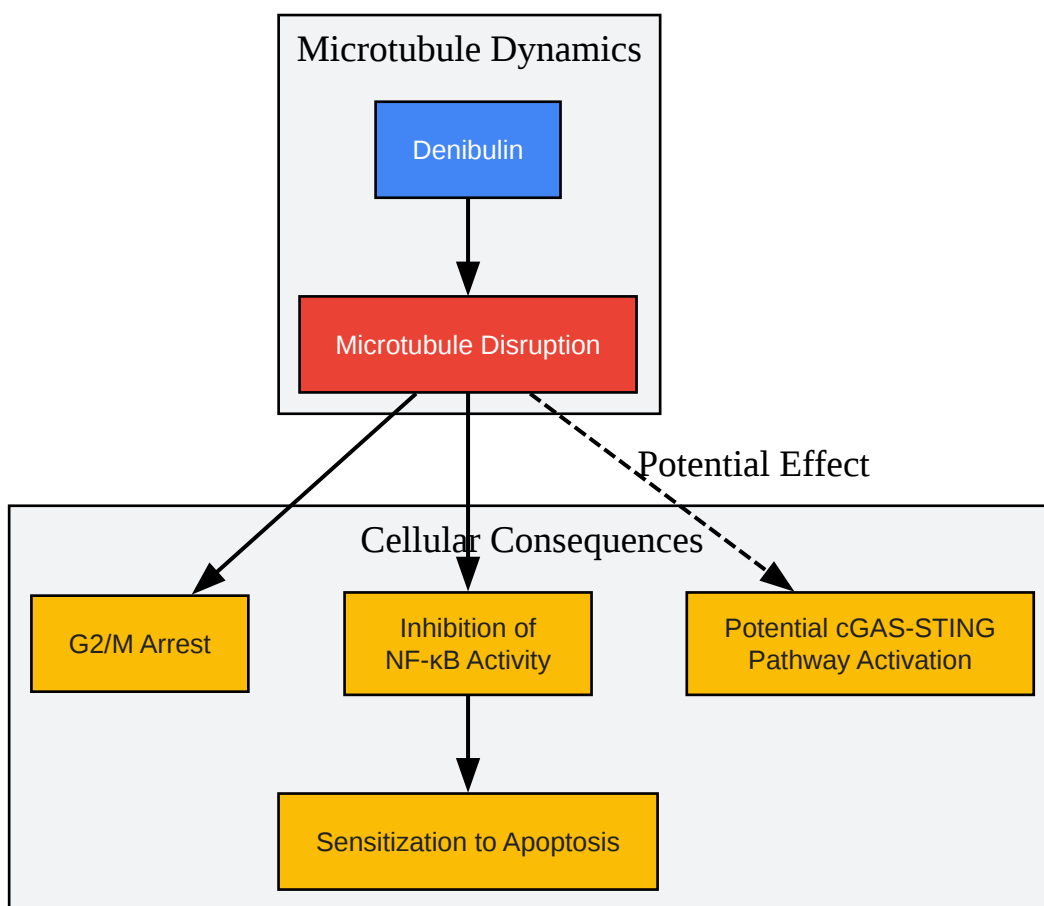 Microtubule Dynamics
Denibulin
Microtubule Disruption
Potential Effect
Cellular Consequences
G2/M Arrest
Inhibition of
NF-κB Activity
Potential cGAS-STING
Pathway Activation
Sensitization to Apoptosis